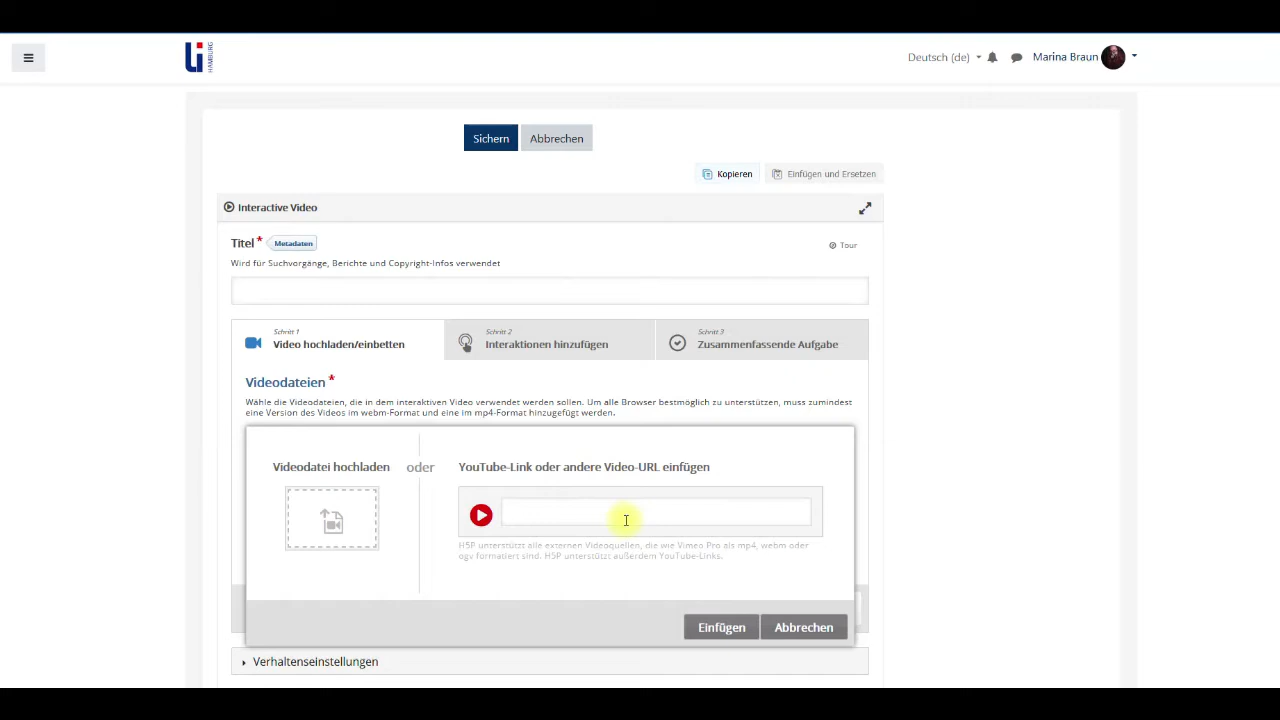 HAMBURG
Deutsch (de)
Marina Braun
Sichern
Abbrechen
Kopieren
Einfügen und Ersetzen
Interactive Video
Titel *
Metadaten
Tour
Wird für Suchvorgänge, Berichte und Copyright-Infos verwendet
Schritt 1
Video hochladen/einbetten
Schritt 2
Interaktionen hinzufügen
Schritt 3
Zusammenfassende Aufgabe
Videodateien *
Wähle die Videodateien, die in dem interaktiven Video verwendet werden sollen. Um alle Browser bestmöglich zu unterstützen, muss zumindest
eine Version des Videos im webm-Format und eine im mp4-Format hinzugefügt werden.
Videodatei hochladen
oder
YouTube-Link oder andere Video-URL einfügen
H5P unterstützt alle externen Videoquellen, die wie Vimeo Pro als mp4, webm oder
ogv formatiert sind. H5P unterstützt außerdem YouTube-Links.
Einfügen
Abbrechen
Verhaltenseinstellungen